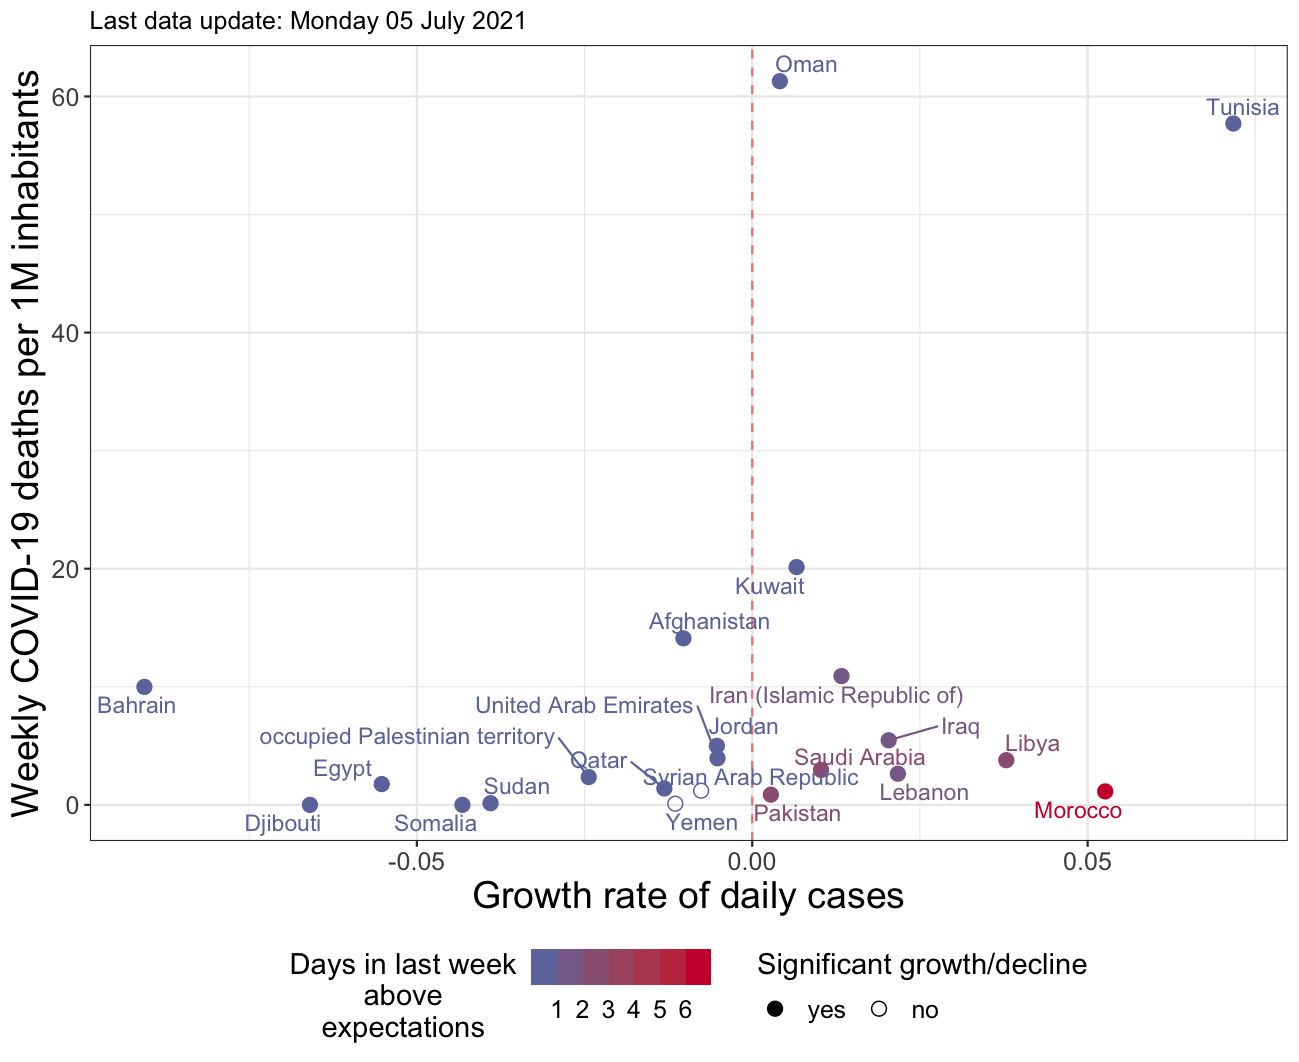 Last data update: Monday 05 July 2021
Weekly COVID-19 deaths per 1M inhabitants
60
40
20
0
Oman
Tunisia
Kuwait
Afghanistan
Bahrain
Iran (Islamic Republic of)
United Arab Emirates
Jordan
Iraq
occupied Palestinian territory
Libya
Qatar
Saudi Arabia
Egypt
Syrian Arab Republic
Sudan
Lebanon
Djibouti
Somalia
Yemen
Pakistan
Morocco
-0.05
0.00
0.05
Growth rate of daily cases
Days in last week
above
expectations
1 2 3 4 5 6
Significant growth/decline
yes
no